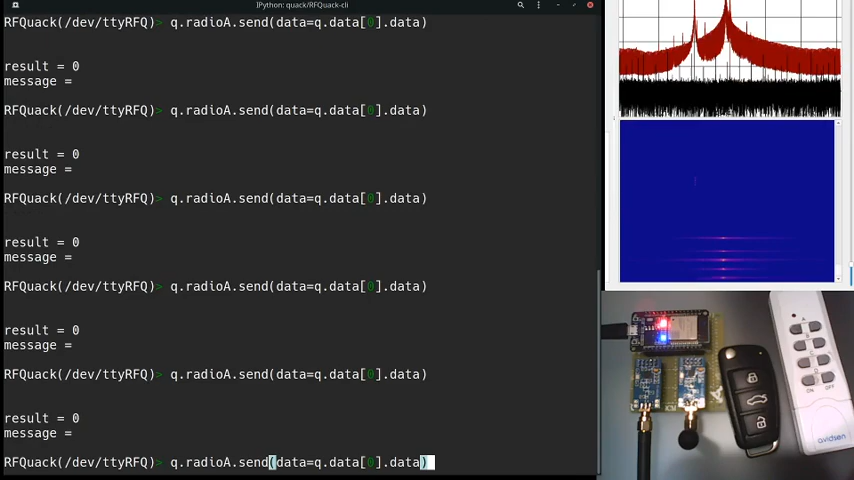 IPython: quack/RFQuack-cli
RFQuack(/dev/ttyRFQ)> q.radioA.send(data=q.data[0].data)
result = 0
message =
RFQuack(/dev/ttyRFQ)> q.radioA.send(data=q.data[0].data)
result = 0
message =
RFQuack(/dev/ttyRFQ)> q.radioA.send(data=q.data[0].data)
result = 0
message =
RFQuack(/dev/ttyRFQ)> q.radioA.send(data=q.data[0].data)
result = 0
message =
RFQuack(/dev/ttyRFQ)> q.radioA.send(data=q.data[0].data)
result = 0
message =
RFQuack(/dev/ttyRFQ)> q.radioA.send(data=q.data[0].data)
A
B
C
D
ON OFF
avidsen